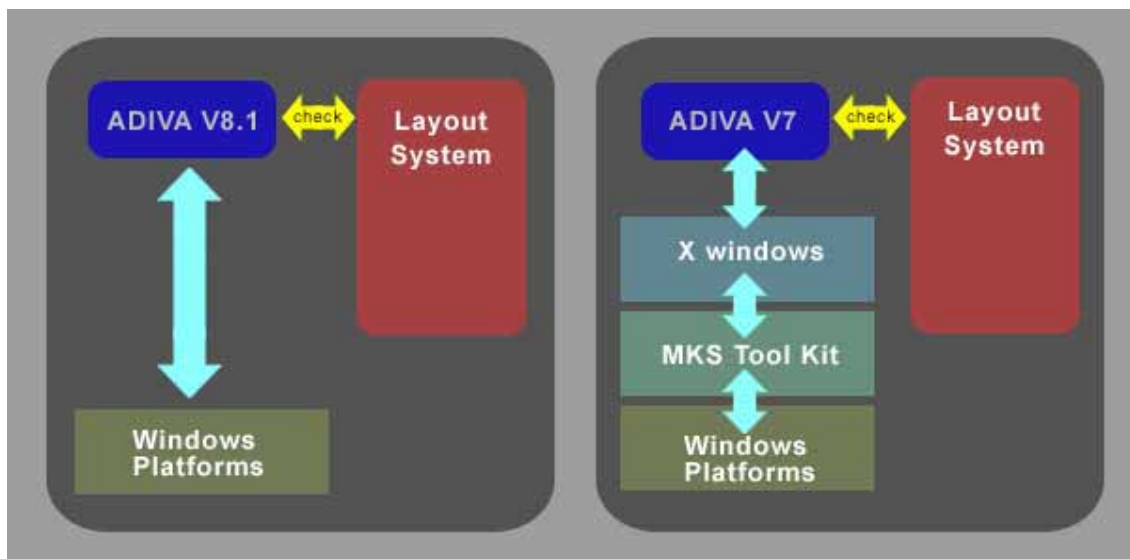 ADIVA V8.1
check
Layout
System
Windows
Platforms
ADIVA V7
check
Layout
System
X windows
MKS Tool Kit
Windows
Platforms